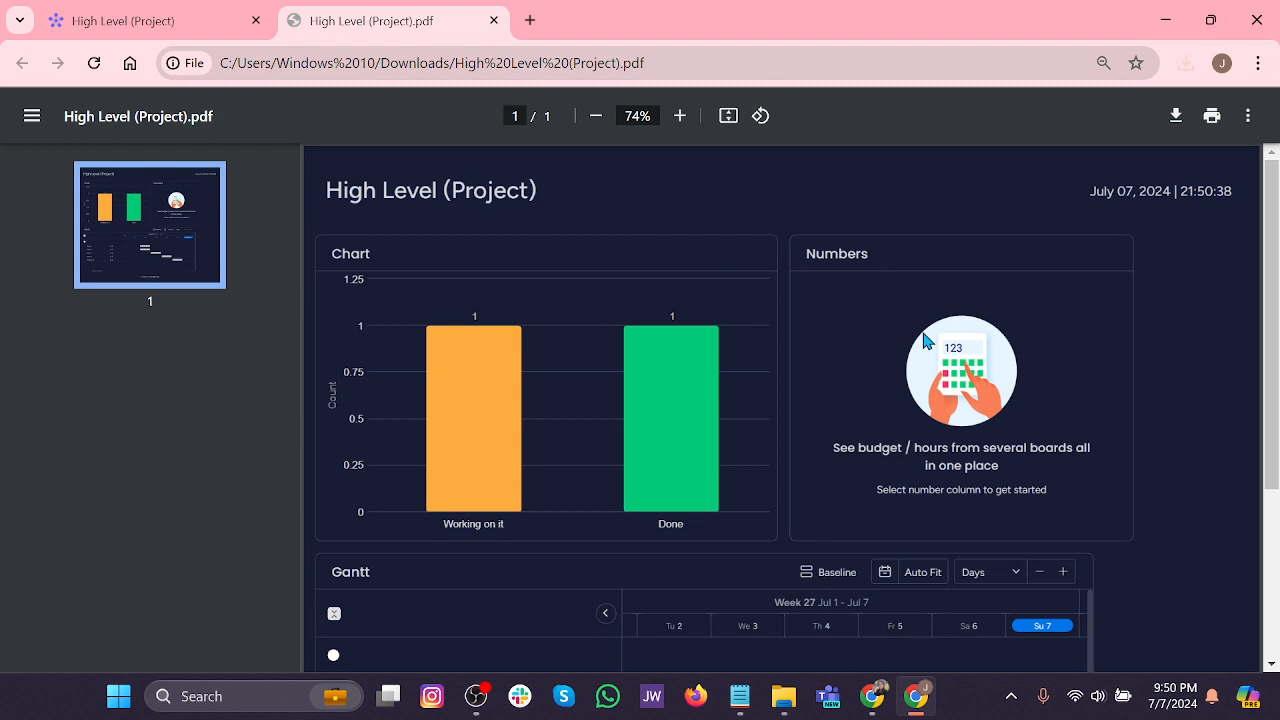 High Level (Project)
High Level (Project).pdf
File
C:/Users/Windows%2010/Downloads/High%20Level%20(Project).pdf
J
High Level (Project).pdf
1 / 1
74%
1
High Level (Project)
July 07, 2024 | 21:50:38
Chart
1.25
1
0.75
0.5
0.25
0
Count
1
1
Working on it
Done
Numbers
123
See budget / hours from several boards all
in one place
Select number column to get started
Gantt
Baseline
Auto Fit
Days
Week 27 Jul 1 - Jul 7
Tu 2
We 3
Th 4
Fr 5
Sa 6
Su 7
Search
JW
NEW
J
9:50 PM
7/7/2024
PRE